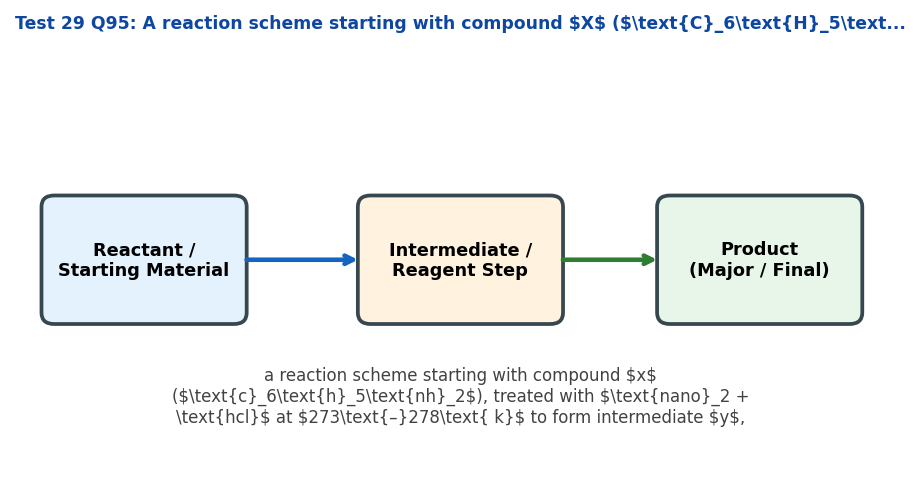 Test 29 Q95: A reaction scheme starting with compound $X$ ($\text{C}_6\text{H}_5\text...
Reactant /
Starting Material
Intermediate /
Reagent Step
Product
(Major / Final)
a reaction scheme starting with compound $x$
($\text{c}_6\text{h}_5\text{nh}_2$), treated with $\text{nano}_2 +
\text{hcl}$ at $273\text{–}278\text{ k}$ to form intermediate $y$,